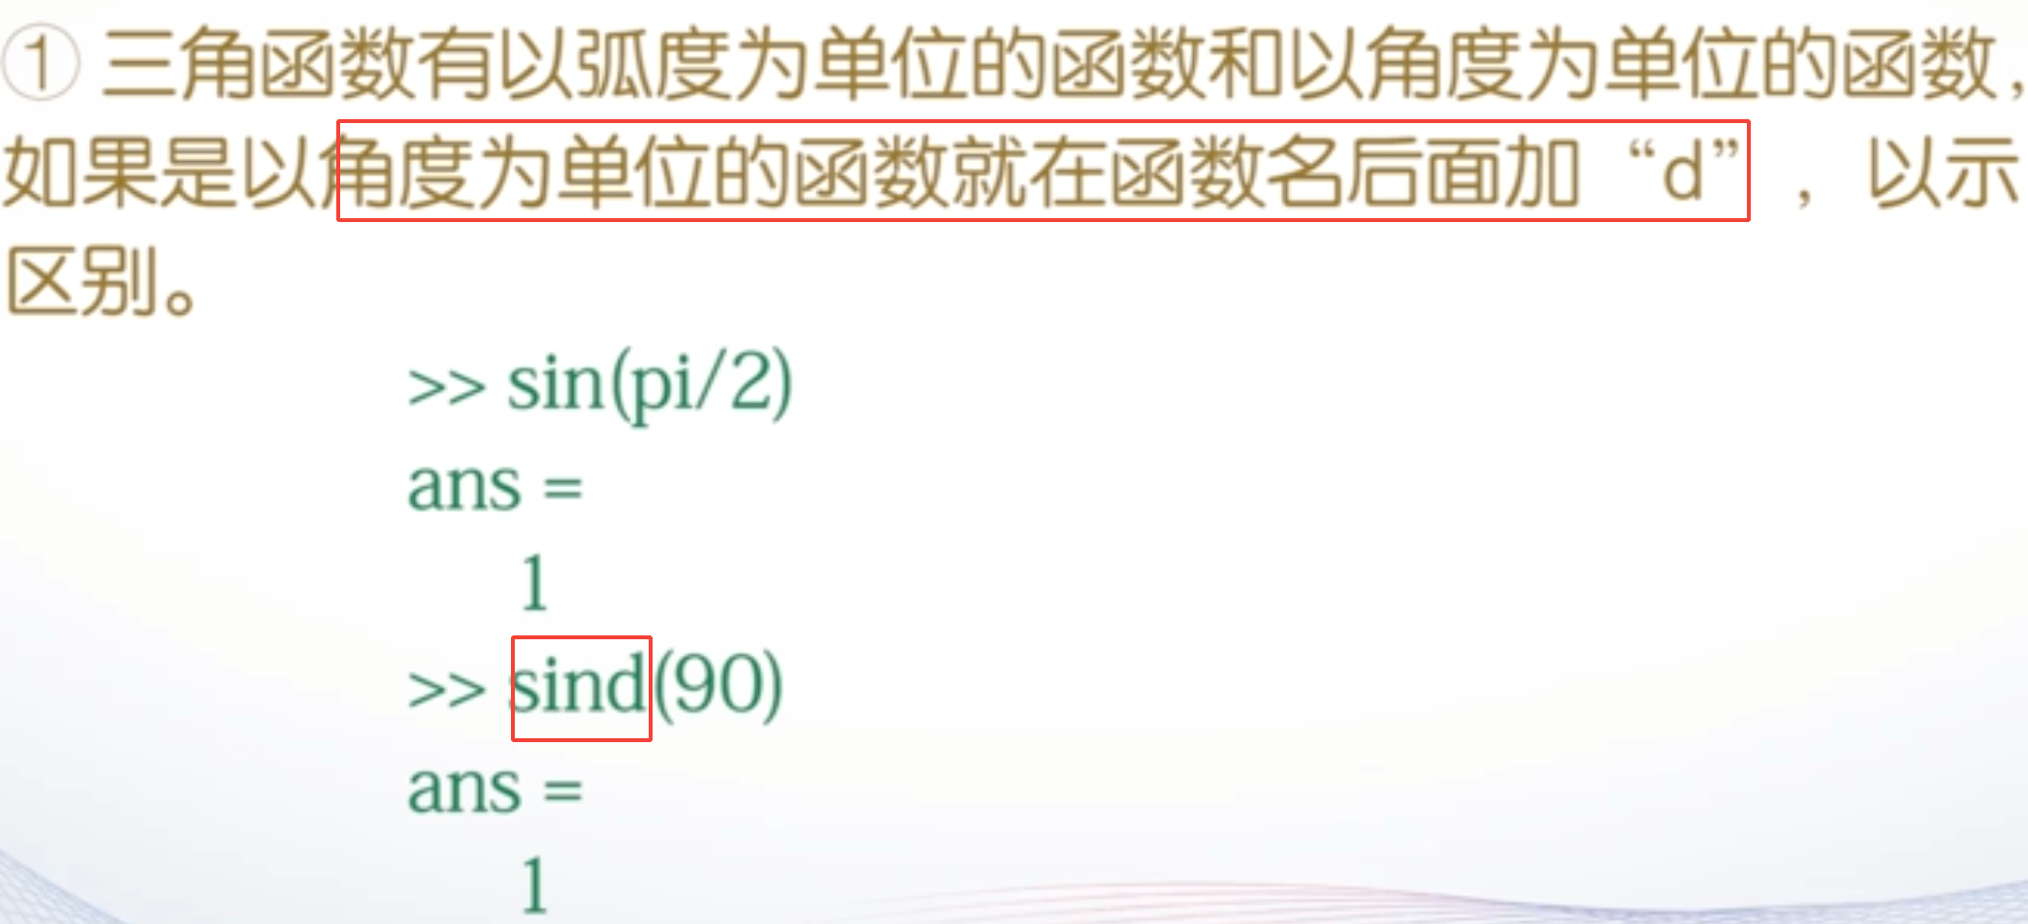 ① 三角函数有以弧度为单位的函数和以角度为单位的函数，
如果是以角度为单位的函数就在函数名后面加“d”，以示
区别。
>> sin(pi/2)
ans =
1
>> sind(90)
ans =
1